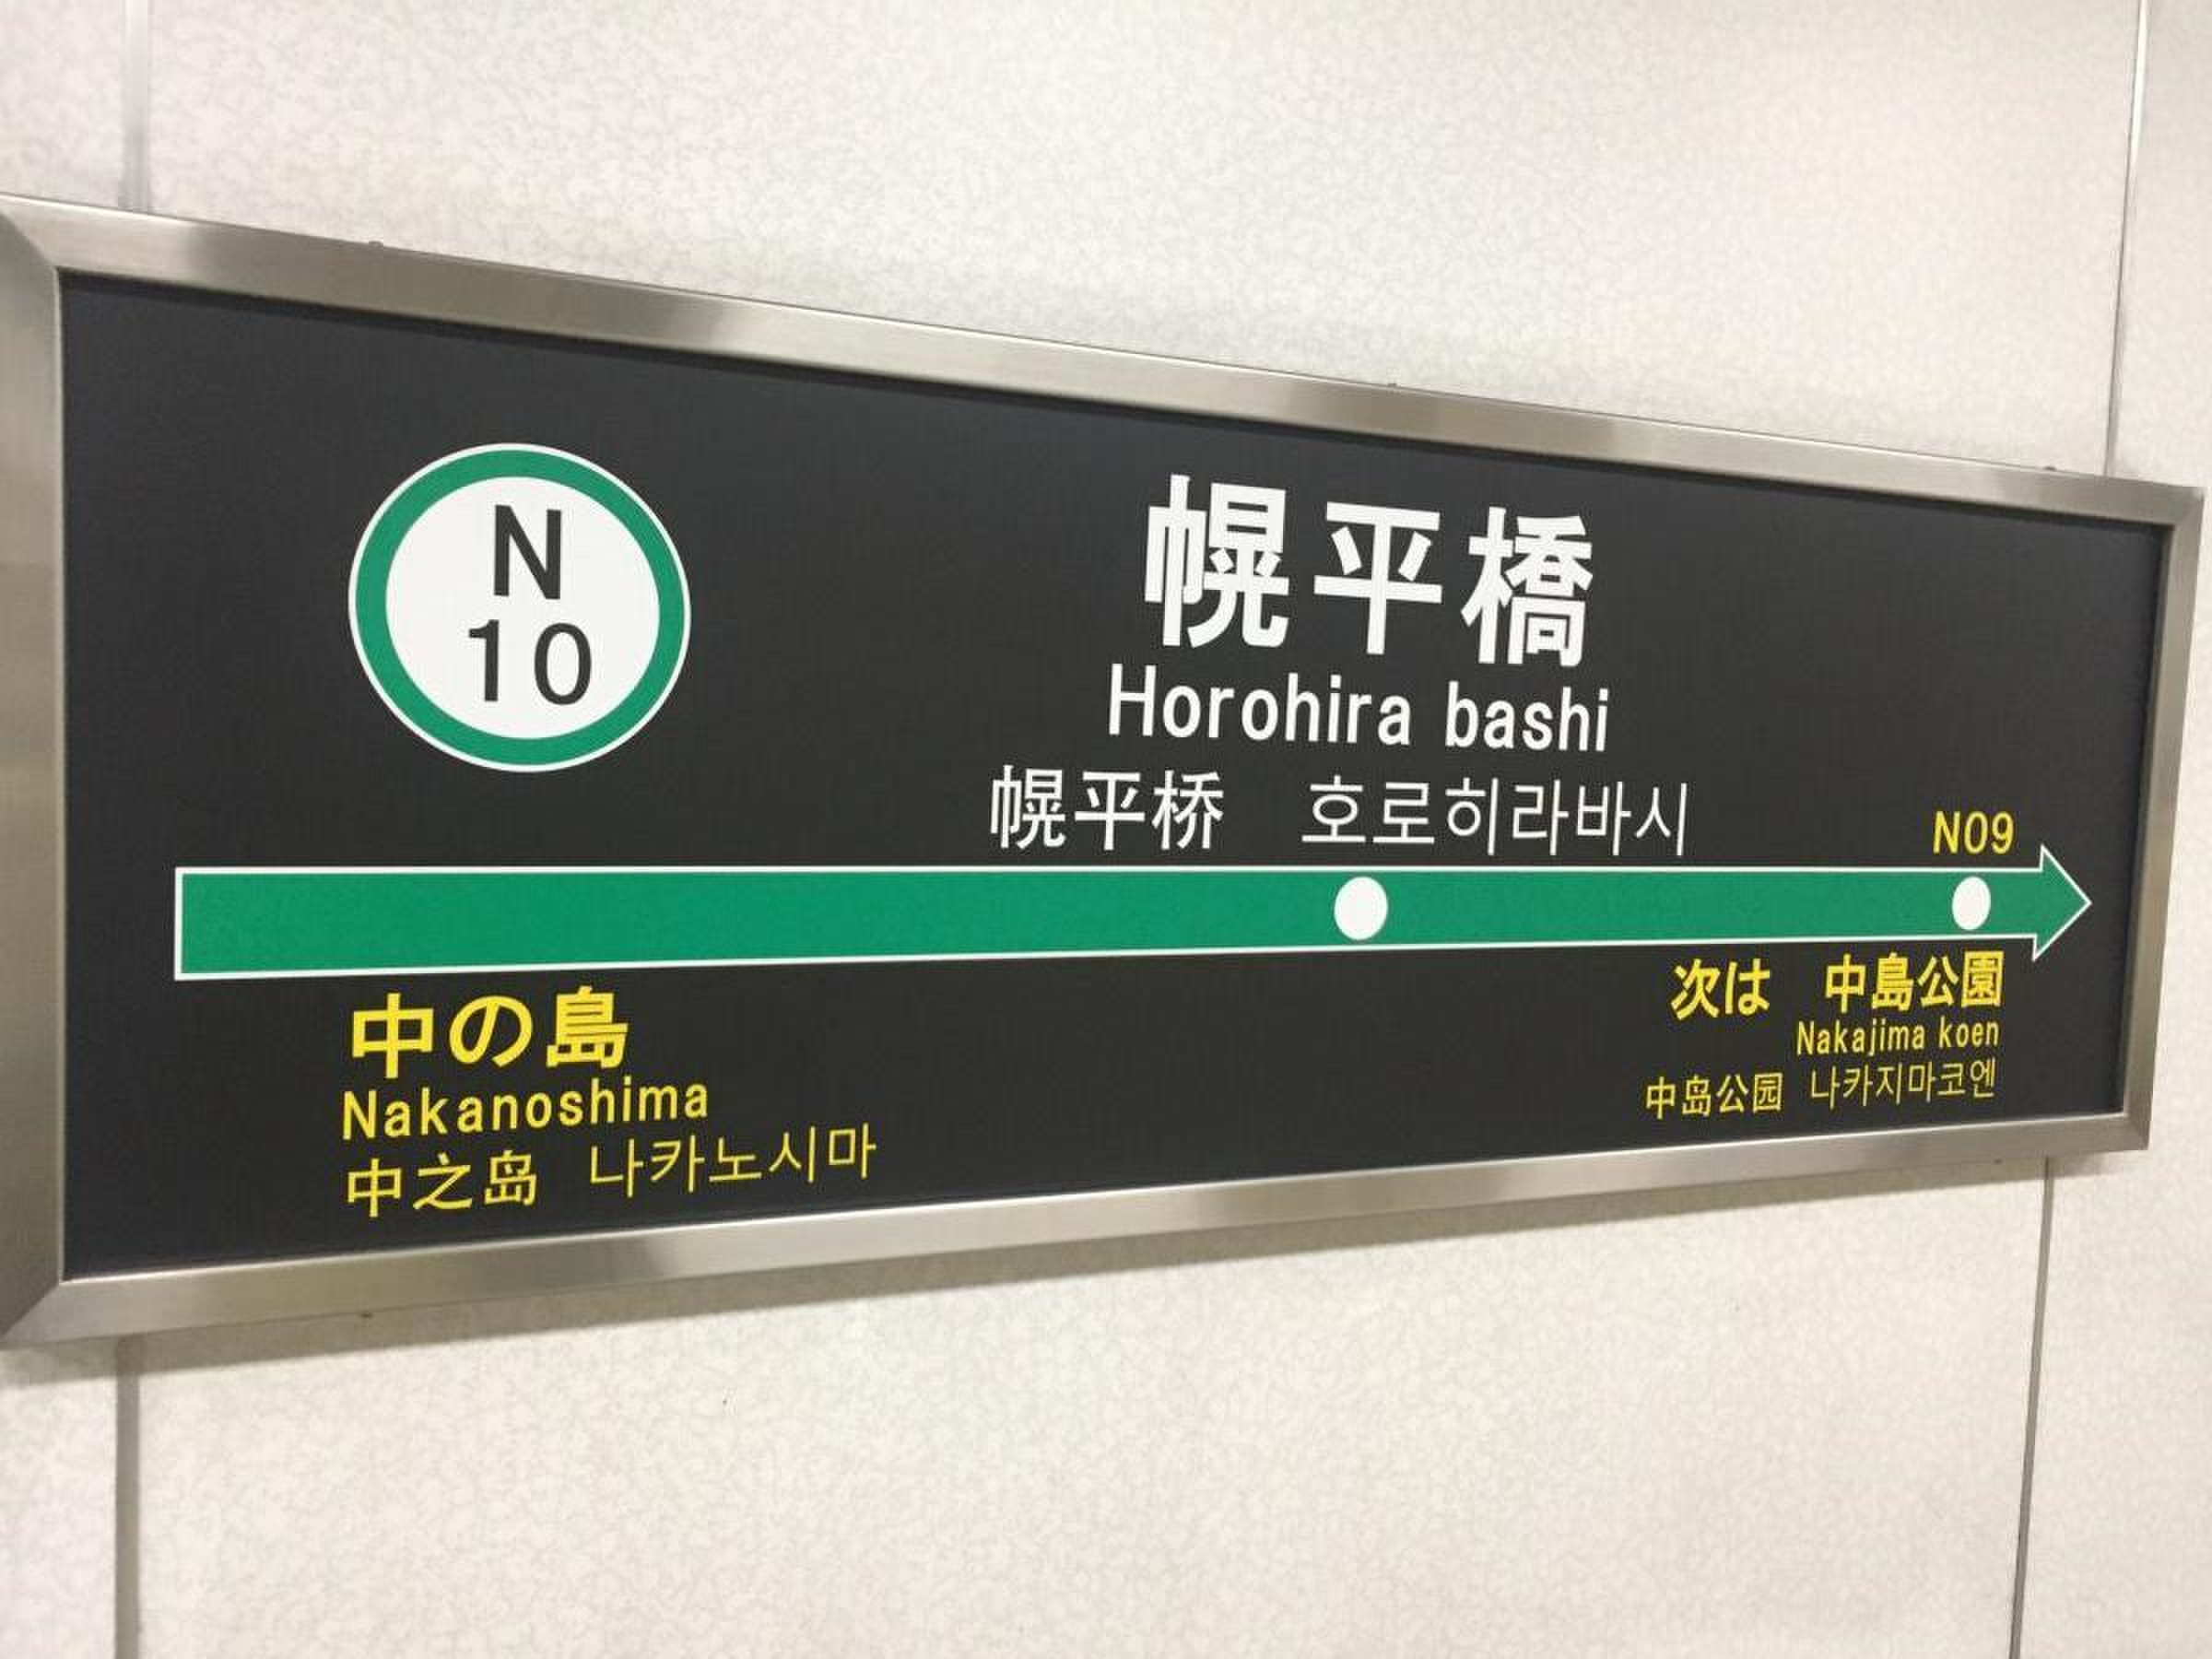 N
10
幌平橋
Horohira bashi
幌平桥 호로히라바시
N09
中の島
Nakanoshima
中之岛 나카노시마
次は 中島公園
Nakajima koen
中岛公园 나카지마코엔